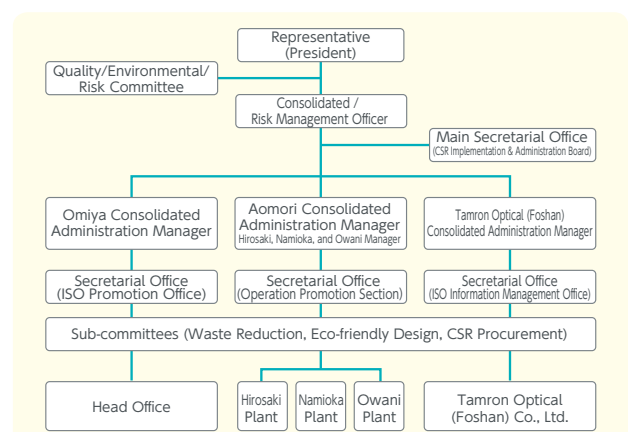 Representative
(President)
Quality/Environmental/
Risk Committee
Consolidated /
Risk Management Officer
Main Secretarial Office
(CSR Implementation & Administration Board)
Omiya Consolidated
Administration Manager
Aomori Consolidated
Administration Manager
Hirosaki, Namioka, and Owani Manager
Tamron Optical (Foshan)
Consolidated Administration Manager
Secretarial Office
(ISO Promotion Office)
Secretarial Office
(Operation Promotion Section)
Secretarial Office
(ISO Information Management Office)
Sub-committees (Waste Reduction, Eco-friendly Design, CSR Procurement)
Head Office
Hirosaki
Plant
Namioka
Plant
Owani
Plant
Tamron Optical
(Foshan) Co., Ltd.